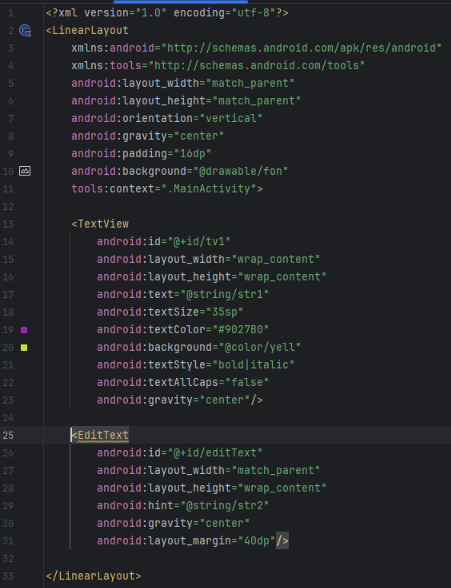 1 <?xml version="1.0" encoding="utf-8"?>
2 <LinearLayout
3 xmlns:android="http://schemas.android.com/apk/res/android"
4 xmlns:tools="http://schemas.android.com/tools"
5 android:layout_width="match_parent"
6 android:layout_height="match_parent"
7 android:orientation="vertical"
8 android:gravity="center"
9 android:padding="16dp"
10 android:background="@drawable/fon"
11 tools:context=".MainActivity">
12
13 <TextView
14 android:id="@+id/tv1"
15 android:layout_width="wrap_content"
16 android:layout_height="wrap_content"
17 android:text="@string/str1"
18 android:textSize="35sp"
19 android:textColor="#9027B0"
20 android:background="@color/yell"
21 android:textStyle="bold|italic"
22 android:textAllCaps="false"
23 android:gravity="center"/>
24
25 <EditText
26 android:id="@+id/editText"
27 android:layout_width="match_parent"
28 android:layout_height="wrap_content"
29 android:hint="@string/str2"
30 android:gravity="center"
31 android:layout_margin="40dp"/>
32
33 </LinearLayout>